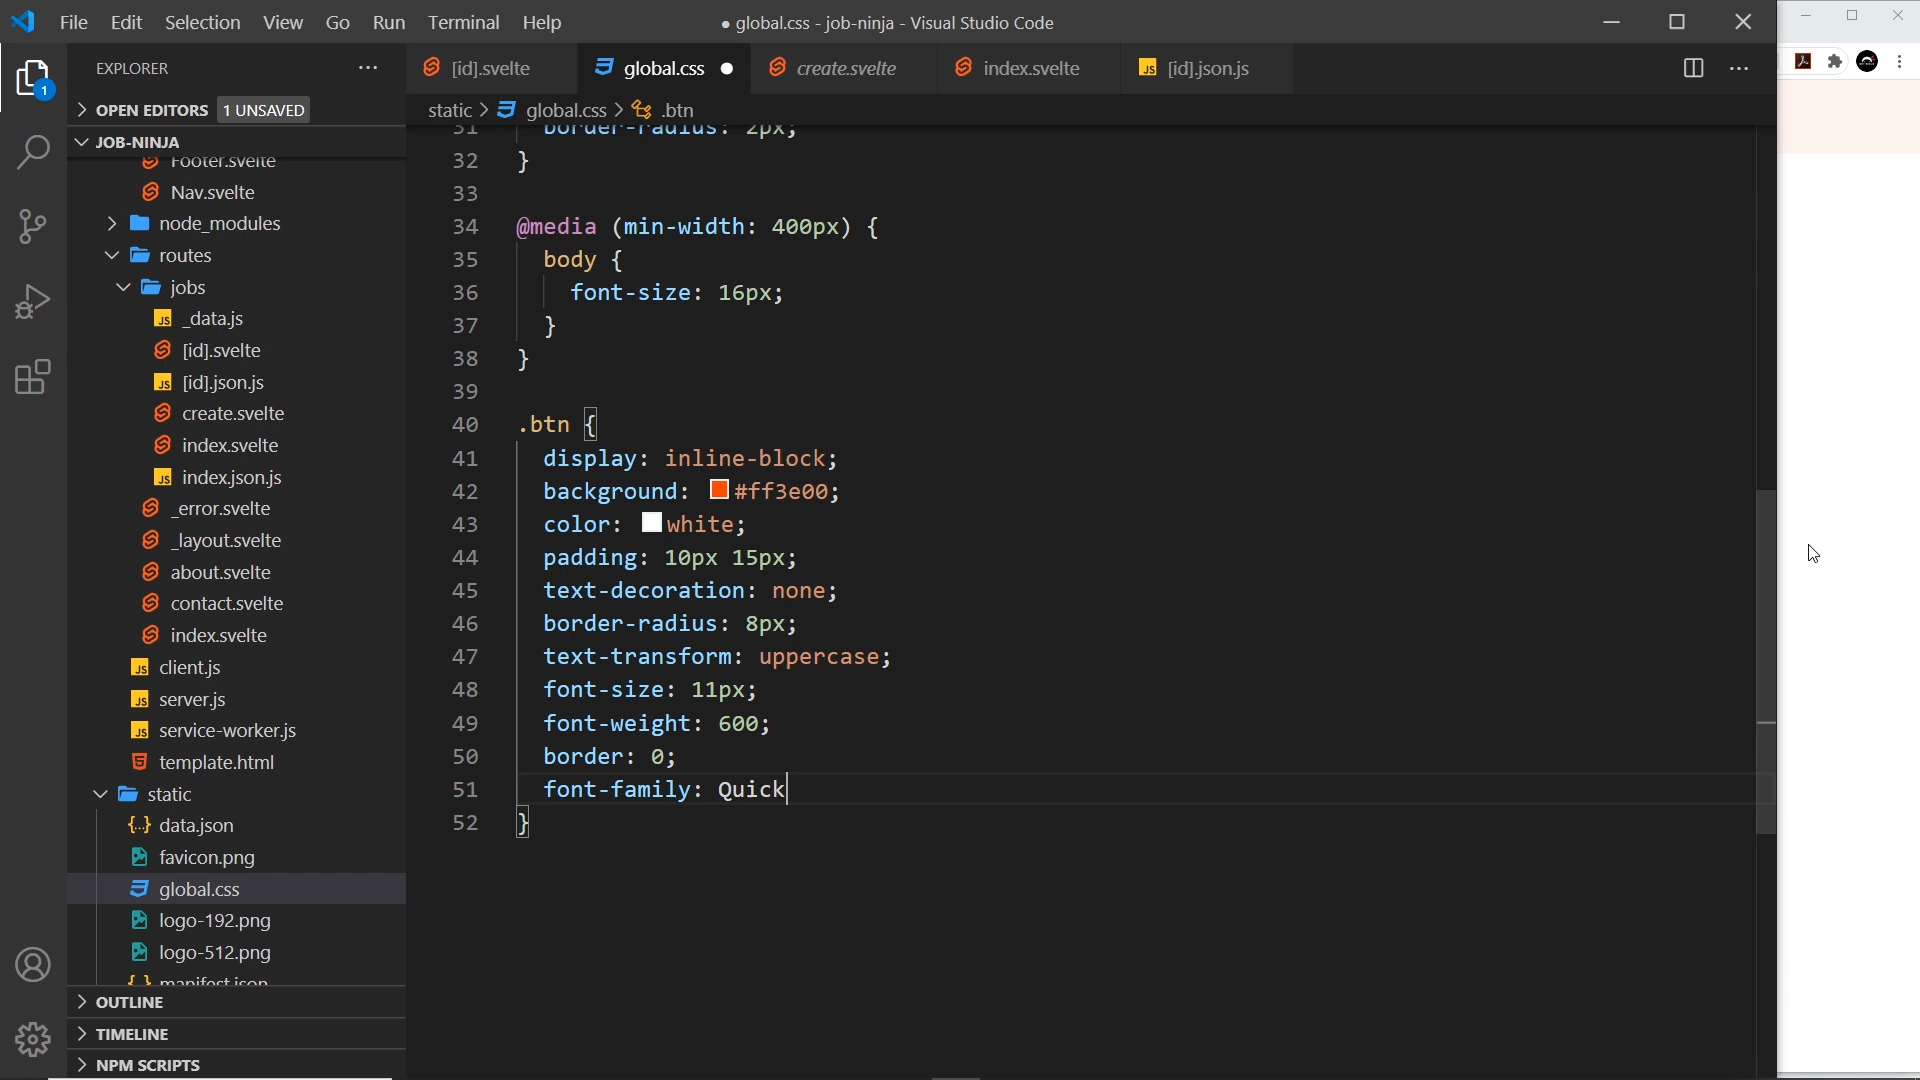 File Edit Selection View Go Run Terminal Help
● global.css - job-ninja - Visual Studio Code
EXPLORER
OPEN EDITORS 1 UNSAVED
JOB-NINJA
Footer.svelte
Nav.svelte
node_modules
routes
jobs
_data.js
[id].svelte
[id].json.js
create.svelte
index.svelte
index.json.js
_error.svelte
_layout.svelte
about.svelte
contact.svelte
index.svelte
client.js
server.js
service-worker.js
template.html
static
data.json
favicon.png
global.css
logo-192.png
logo-512.png
manifest.json
OUTLINE
TIMELINE
NPM SCRIPTS
[id].svelte global.css create.svelte index.svelte [id].json.js
static > global.css > .btn
31 border-radius: 2px;
32 }
33
34 @media (min-width: 400px) {
35 body {
36 font-size: 16px;
37 }
38 }
39
40 .btn {
41 display: inline-block;
42 background: #ff3e00;
43 color: white;
44 padding: 10px 15px;
45 text-decoration: none;
46 border-radius: 8px;
47 text-transform: uppercase;
48 font-size: 11px;
49 font-weight: 600;
50 border: 0;
51 font-family: Quick
52 }
1